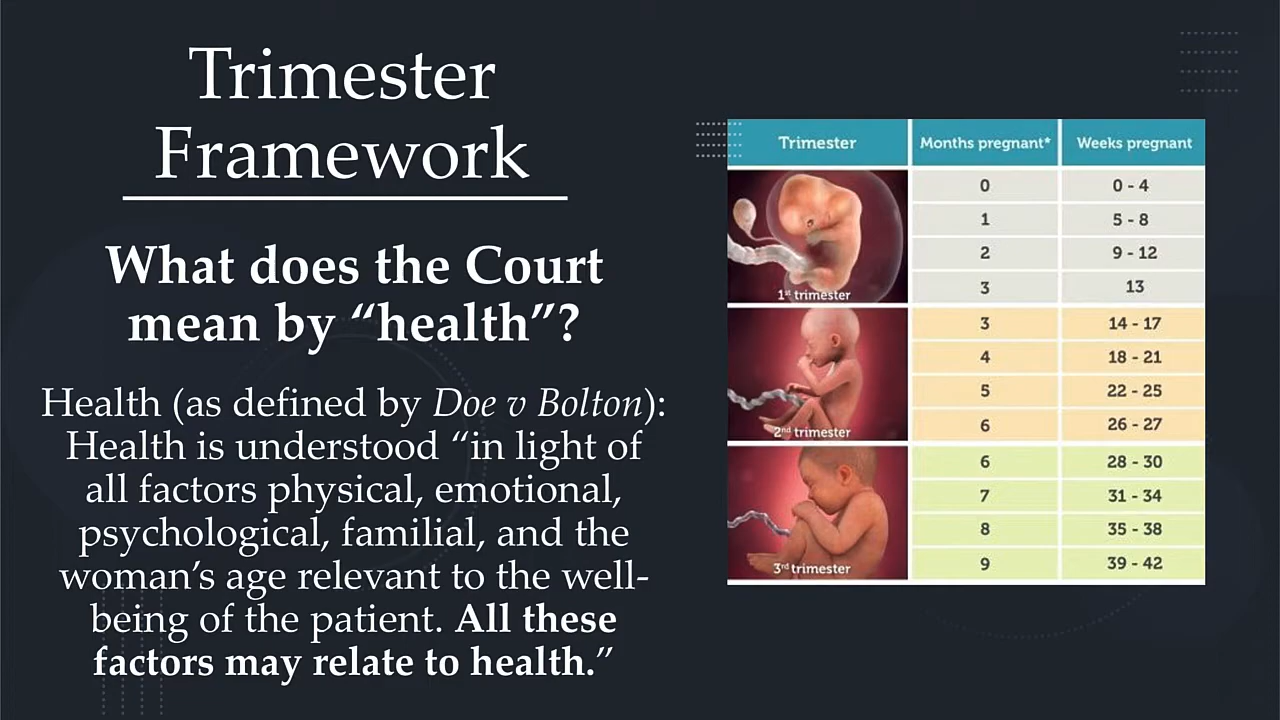 Trimester
Framework
What does the Court
mean by “health”?
Health (as defined by Doe v Bolton):
Health is understood “in light of
all factors physical, emotional,
psychological, familial, and the
woman’s age relevant to the well-
being of the patient. All these
factors may relate to health.”
Trimester Months pregnant* Weeks pregnant
0 0 - 4
1 5 - 8
2 9 - 12
3 13
1st trimester
3 14 - 17
4 18 - 21
5 22 - 25
6 26 - 27
2nd trimester
6 28 - 30
7 31 - 34
8 35 - 38
9 39 - 42
3rd trimester